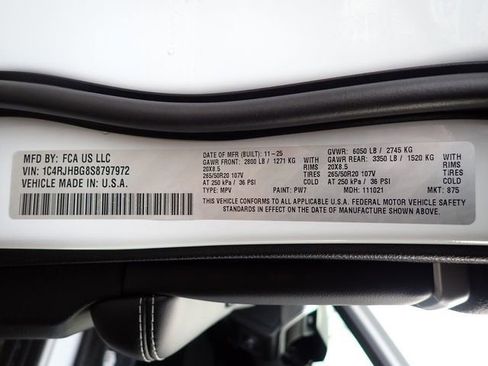 MFD BY: FCA US LLC
VIN: 1C4RJHBG8S8797972
VEHICLE MADE IN: U.S.A.
DATE OF MFR (BUILT): 11-25
GAWR FRONT: 2800 LB / 1271 KG WITH
20X8.5 RIMS
265/50R20 107V TIRES
AT 250 kPa / 36 PSI COLD
TYPE: MPV PAINT: PW7
GVWR: 6050 LB / 2745 KG
GAWR REAR: 3350 LB / 1520 KG WITH
20X8.5 RIMS
265/50R20 107V TIRES
AT 250 kPa / 36 PSI COLD
MDH: 111021 MKT: 875
THIS VEHICLE CONFORMS TO ALL APPLICABLE U.S.A. FEDERAL MOTOR VEHICLE SAFETY
STANDARDS IN EFFECT ON THE DATE OF MANUFACTURE SHOWN ABOVE.